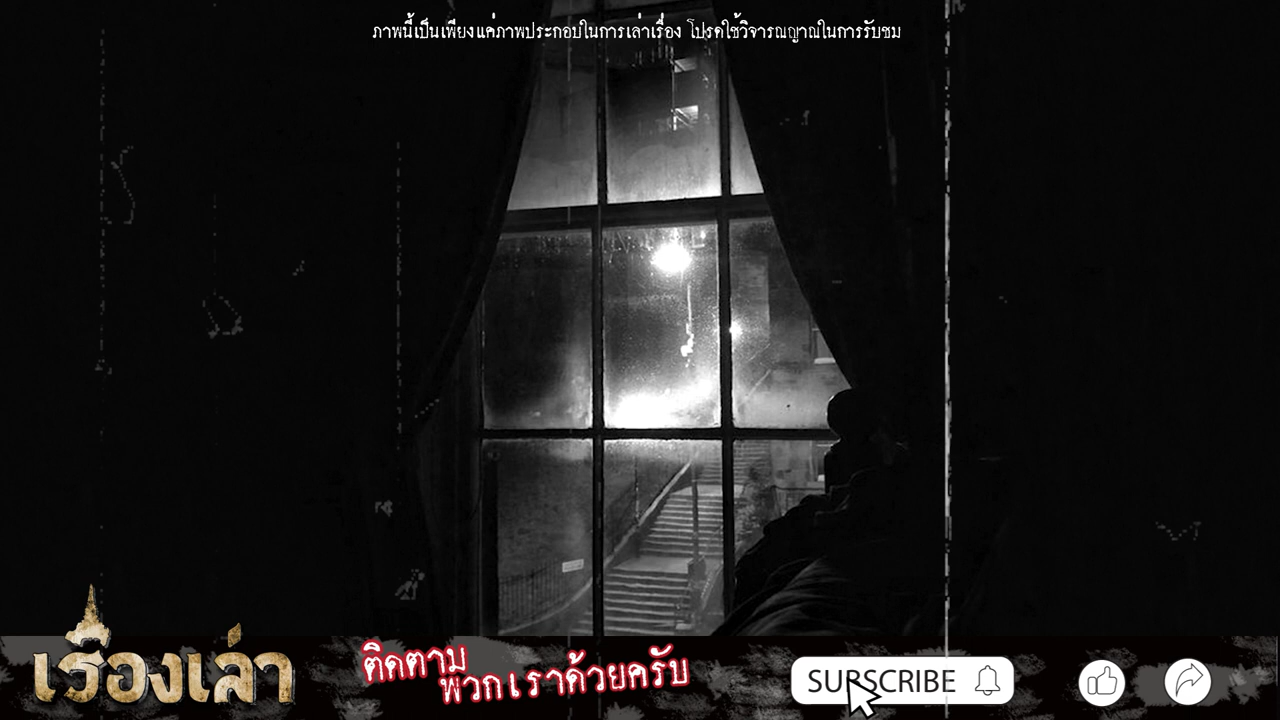 ภาพนี้เป็นเพียงแค่ภาพประกอบในการเล่าเรื่อง โปรดใช้วิจารณญาณในการรับชม
เรื่องเล่า
ติดตาม
พวกเราด้วยครับ
SUBSCRIBE